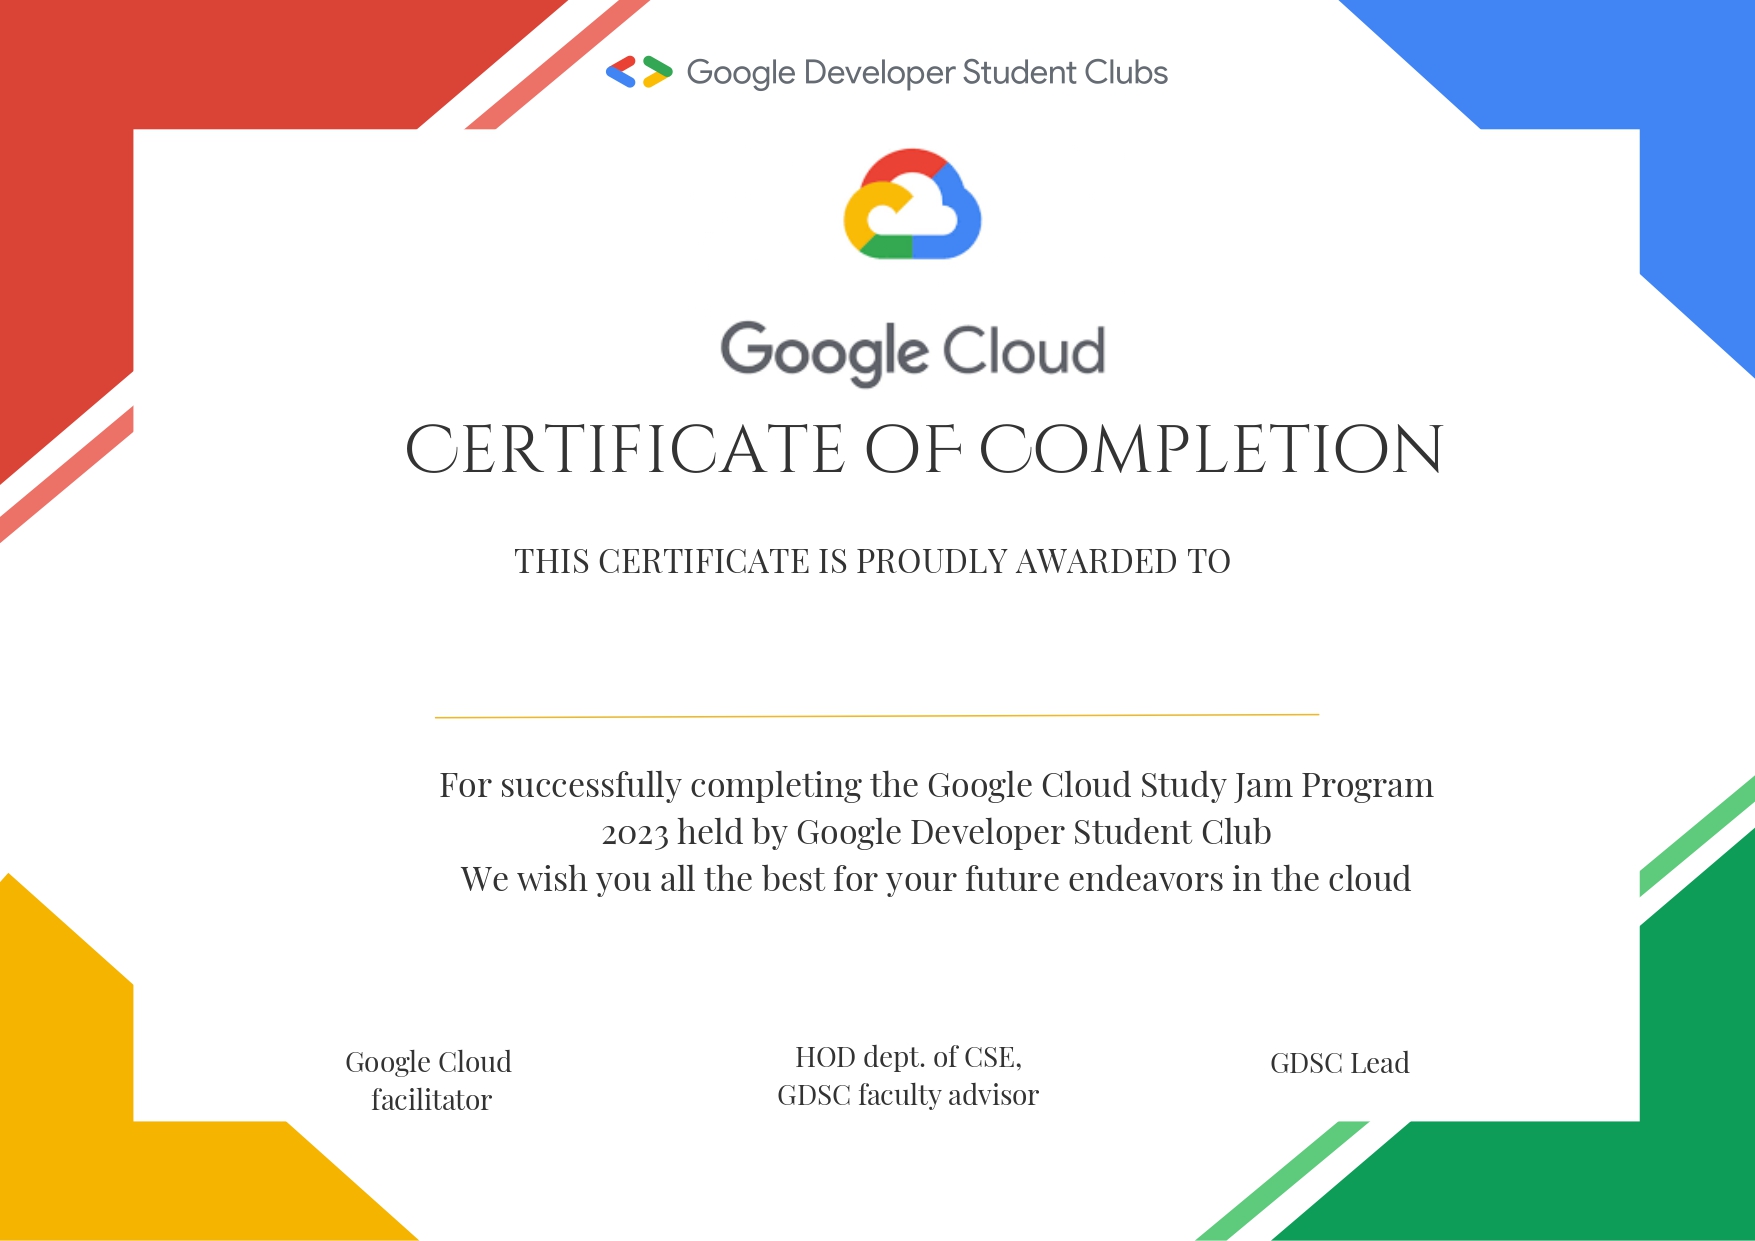 Google Developer Student Clubs
Google Cloud
CERTIFICATE OF COMPLETION
THIS CERTIFICATE IS PROUDLY AWARDED TO
For successfully completing the Google Cloud Study Jam Program
2023 held by Google Developer Student Club
We wish you all the best for your future endeavors in the cloud
Google Cloud
facilitator
HOD dept. of CSE,
GDSC faculty advisor
GDSC Lead